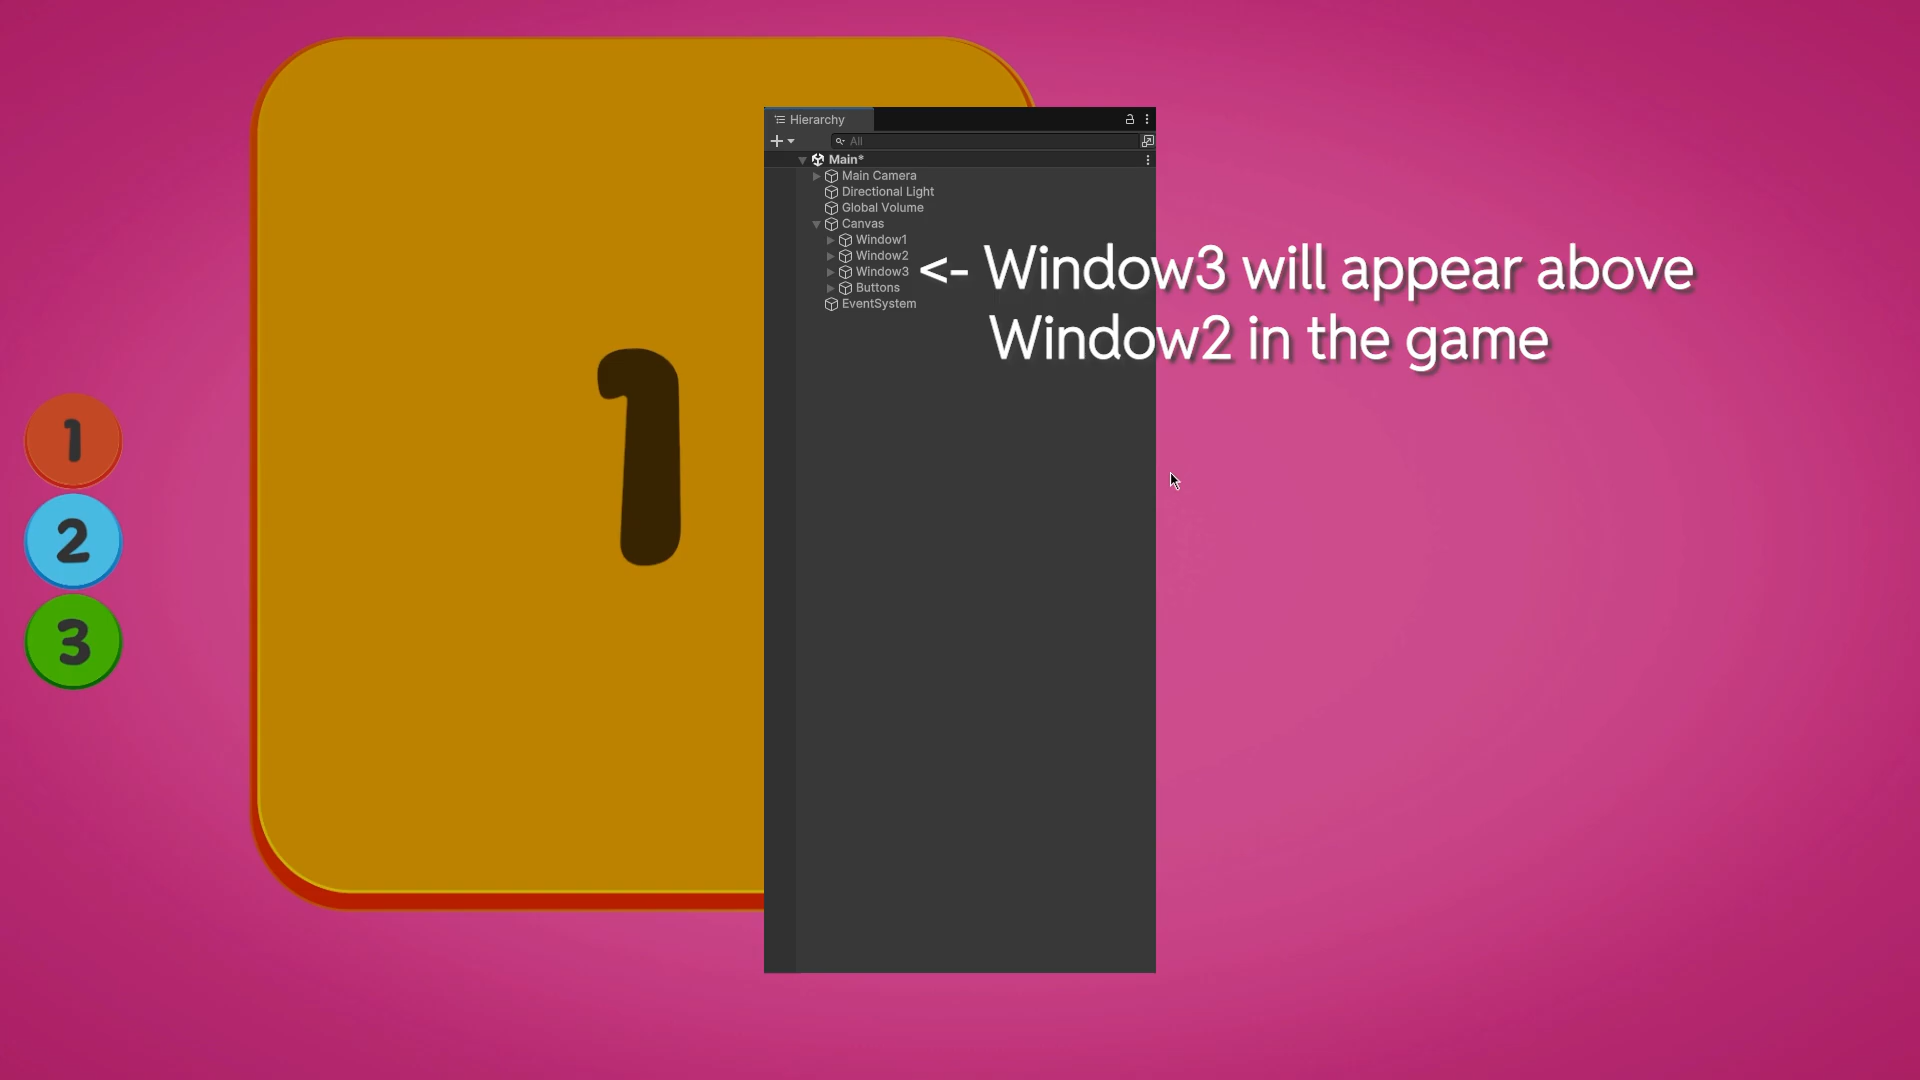 Hierarchy
All
Main*
Main Camera
Directional Light
Global Volume
Canvas
Window1
Window2
Window3
Buttons
EventSystem
<- Window3 will appear above
Window2 in the game
1
1
2
3